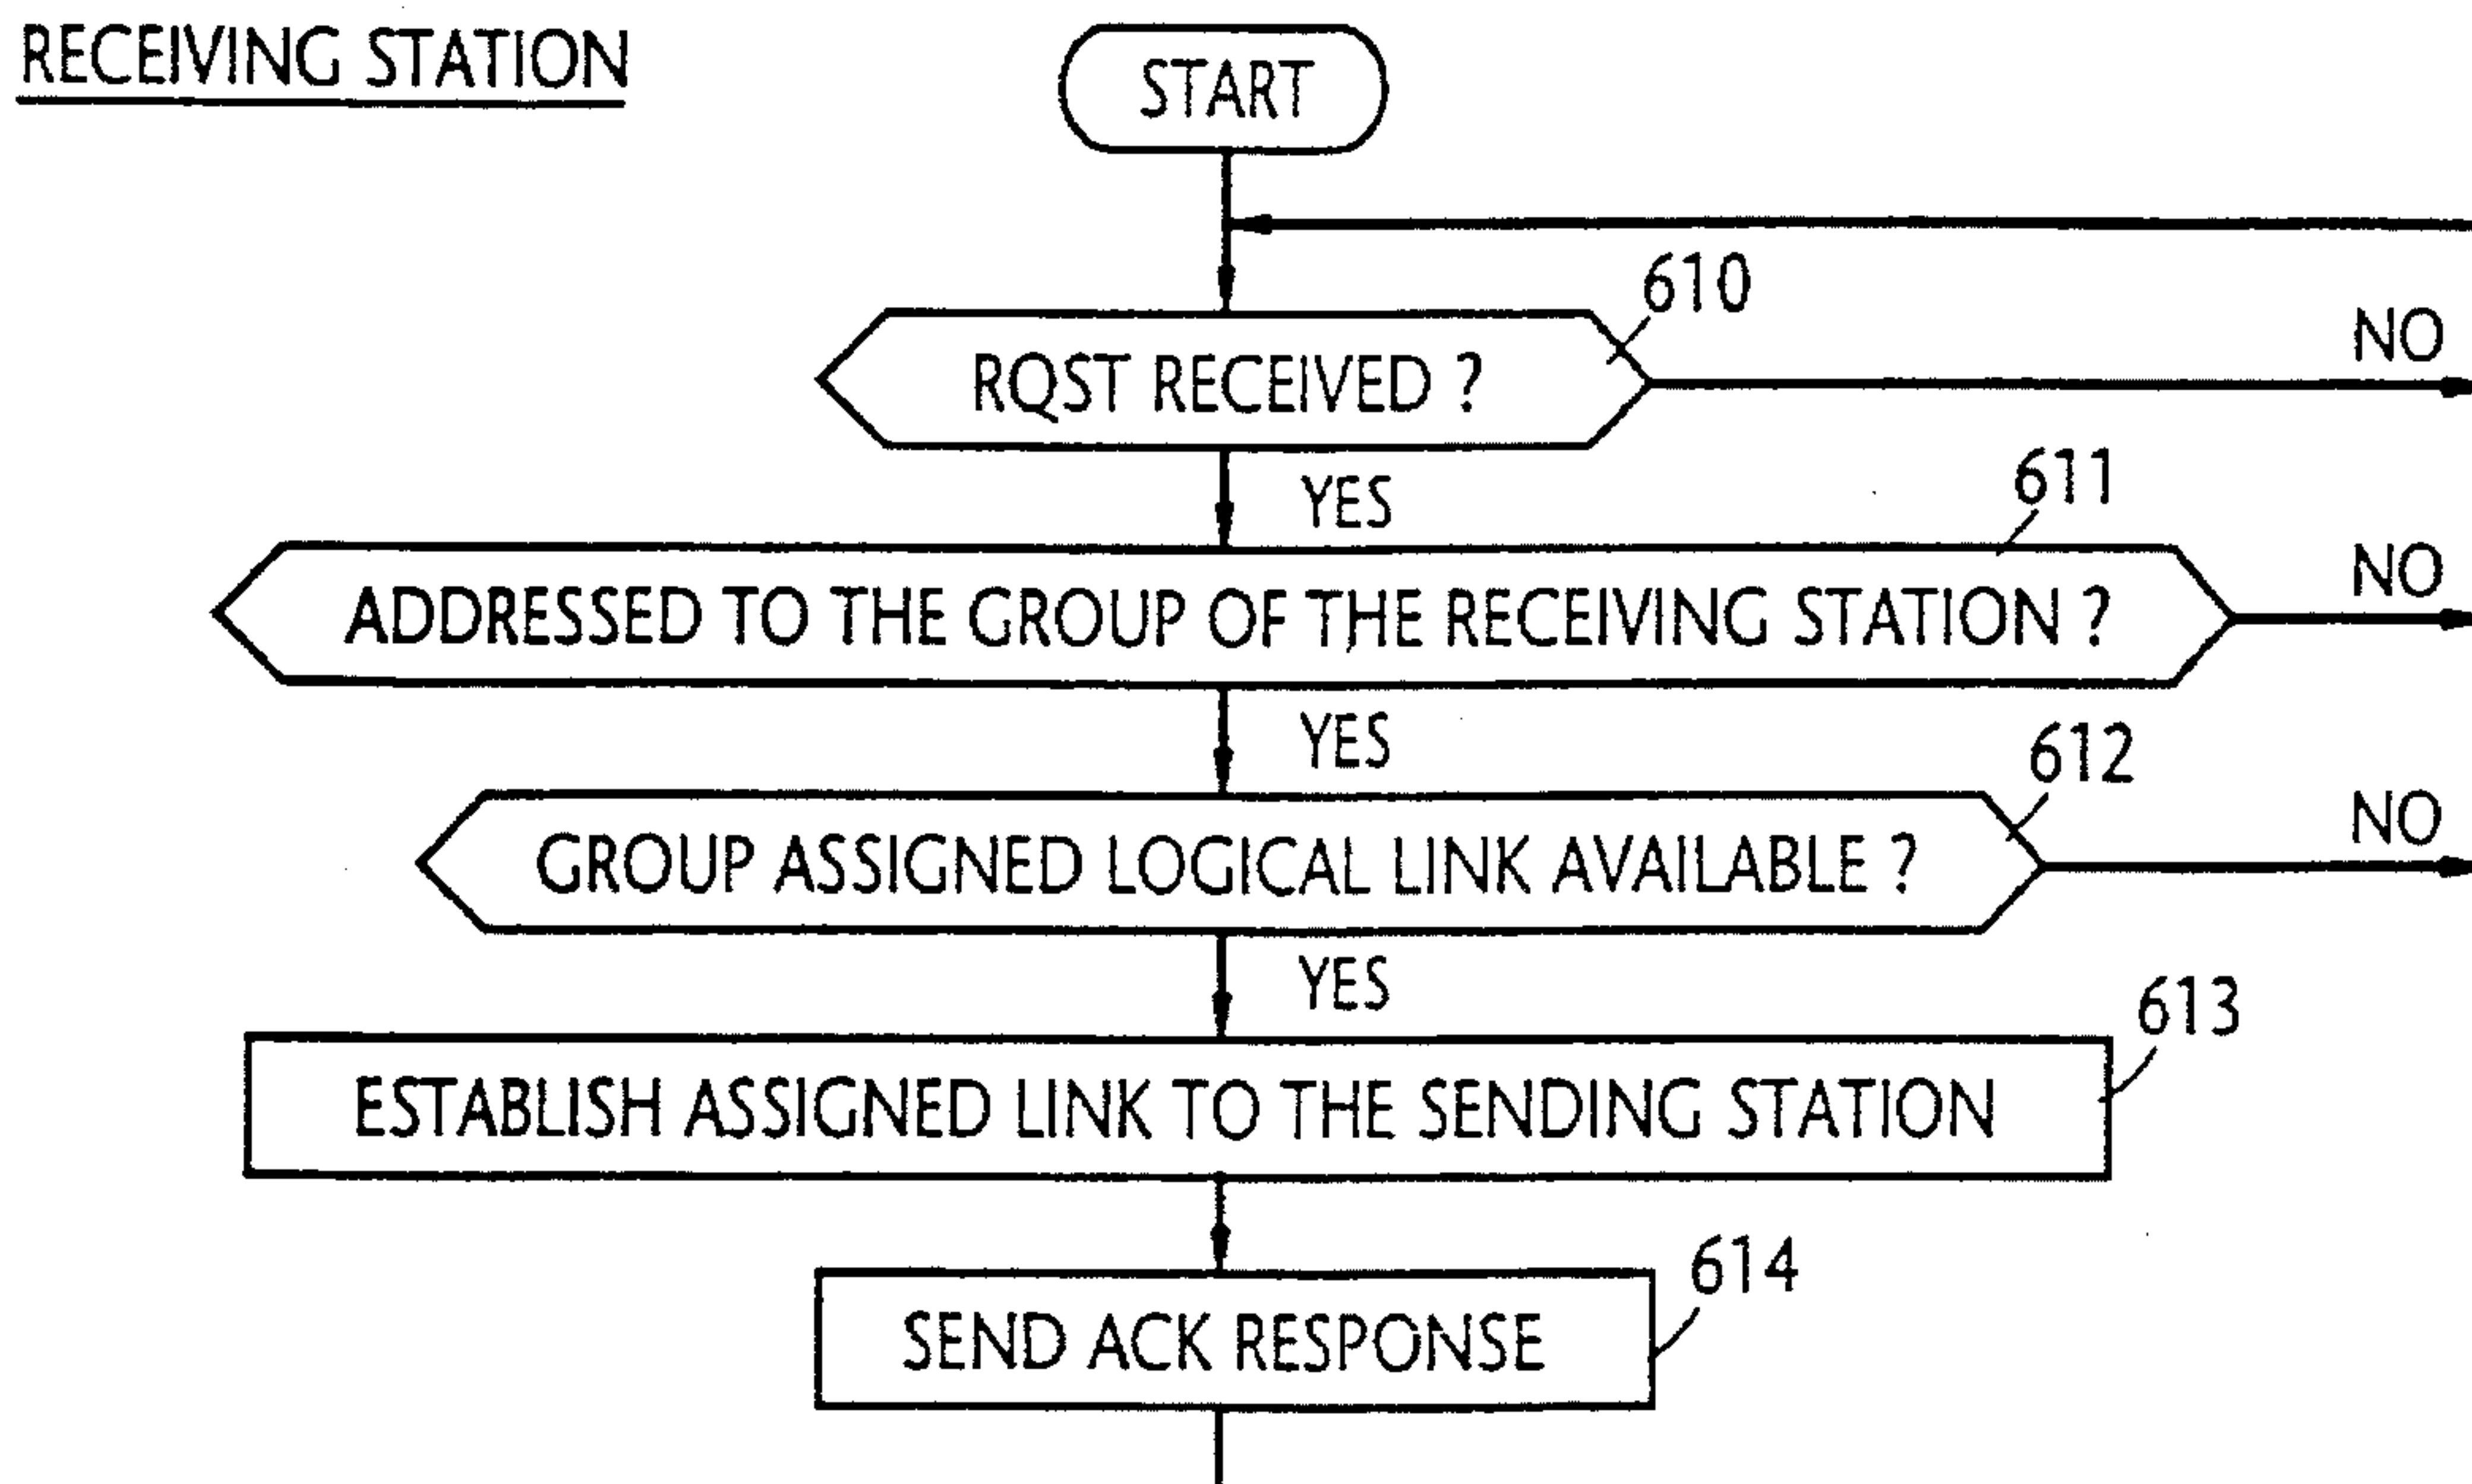 RECEIVING STATION
START
610
RQST RECEIVED ?
NO
YES
611
ADDRESSED TO THE GROUP OF THE RECEIVING STATION ?
NO
YES
612
GROUP ASSIGNED LOGICAL LINK AVAILABLE ?
NO
YES
613
ESTABLISH ASSIGNED LINK TO THE SENDING STATION
614
SEND ACK RESPONSE